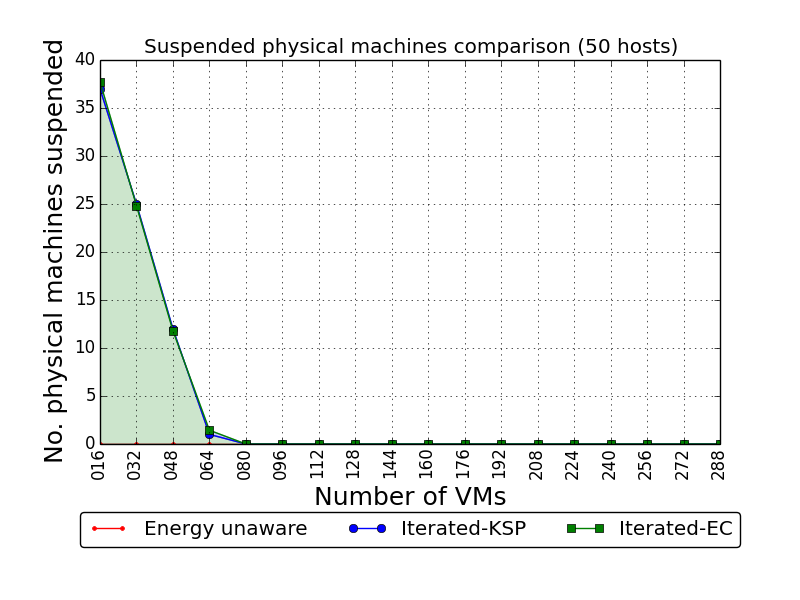 Suspended physical machines comparison (50 hosts)
No. physical machines suspended
40
35
30
25
20
15
10
5
0
016 032 048 064 080 096 112 128 144 160 176 192 208 224 240 256 272 288
Number of VMs
Energy unaware Iterated-KSP Iterated-EC